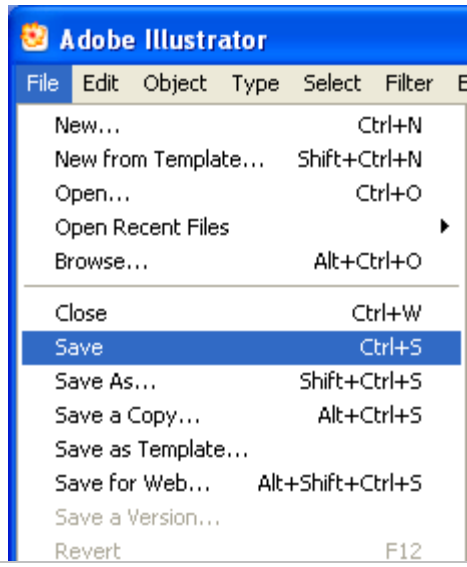 Adobe Illustrator
File Edit Object Type Select Filter
New... Ctrl+N
New from Template... Shift+Ctrl+N
Open... Ctrl+O
Open Recent Files
Browse... Alt+Ctrl+O
Close Ctrl+W
Save Ctrl+S
Save As... Shift+Ctrl+S
Save a Copy... Alt+Ctrl+S
Save as Template...
Save for Web... Alt+Shift+Ctrl+S
Save a Version...
Revert F12